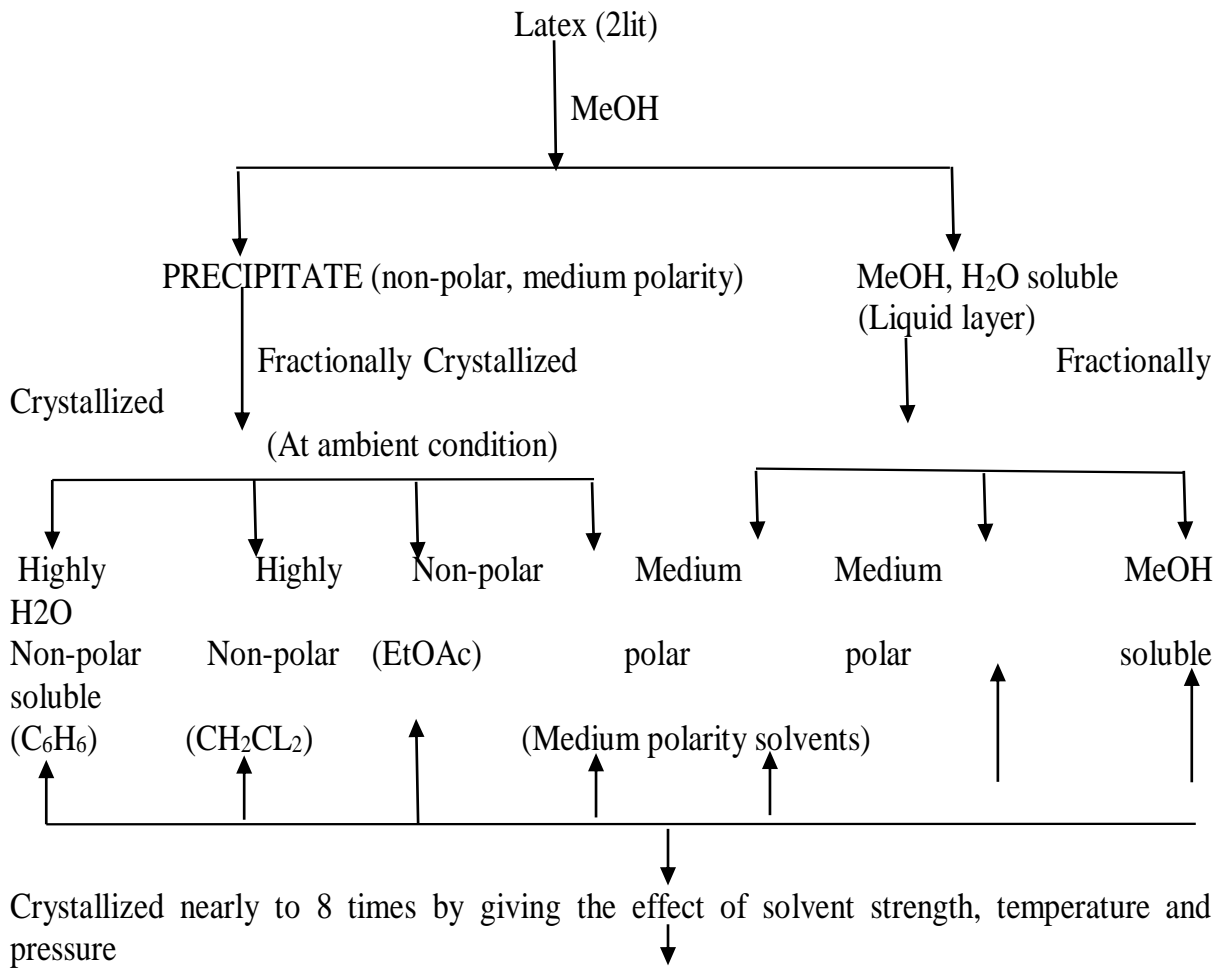 Latex (2lit)
MeOH
PRECIPITATE (non-polar, medium polarity) MeOH, H₂O soluble
(Liquid layer)
Fractionally Crystallized Fractionally
Crystallized
(At ambient condition)
Highly Highly Non-polar Medium Medium MeOH
H2O
Non-polar Non-polar (EtOAc) polar polar soluble
soluble
(C₆H₆) (CH₂CL₂) (Medium polarity solvents)
Crystallized nearly to 8 times by giving the effect of solvent strength, temperature and
pressure